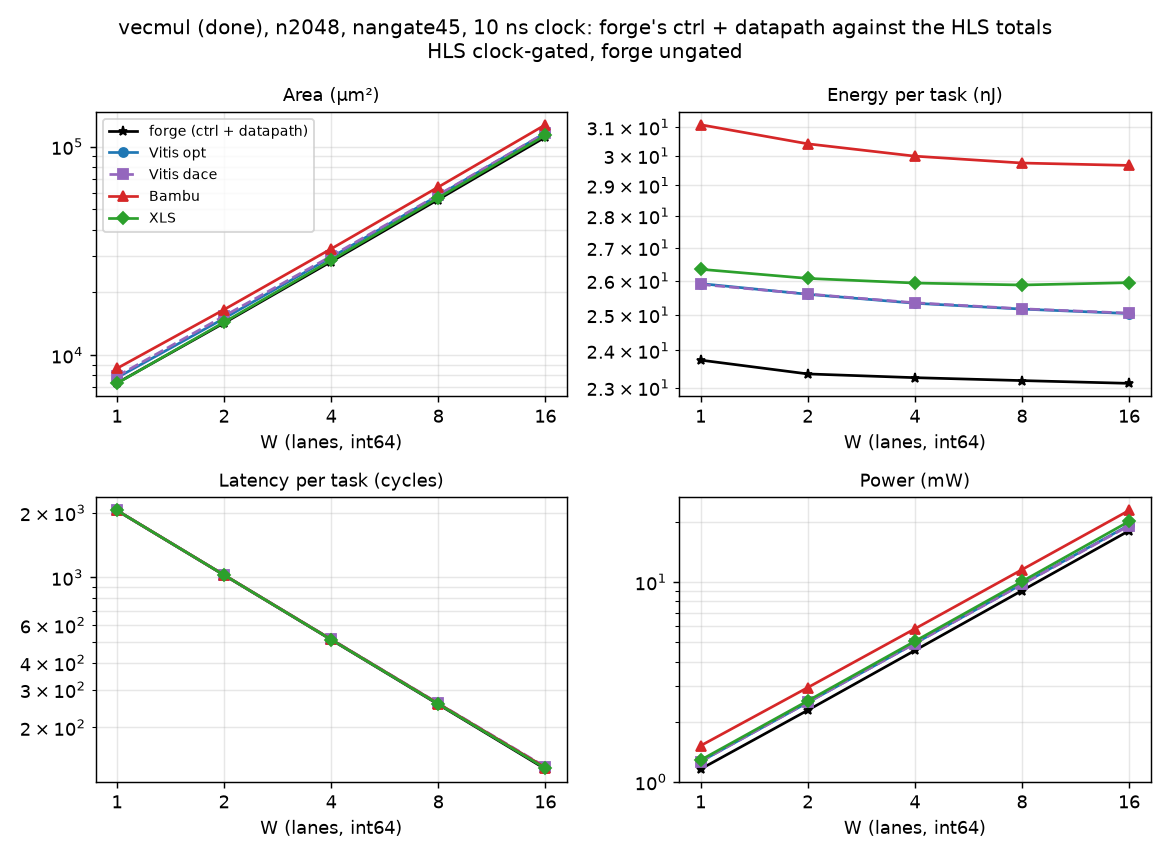 vecmul (done), n2048, nangate45, 10 ns clock: forge's ctrl + datapath against the HLS totals
HLS clock-gated, forge ungated
Area (µm²)
10⁵
10⁴
forge (ctrl + datapath)
Vitis opt
Vitis dace
Bambu
XLS
1 2 4 8 16
W (lanes, int64)
Energy per task (nJ)
3.1 × 10¹
3 × 10¹
2.9 × 10¹
2.8 × 10¹
2.7 × 10¹
2.6 × 10¹
2.5 × 10¹
2.4 × 10¹
2.3 × 10¹
1 2 4 8 16
W (lanes, int64)
Latency per task (cycles)
2 × 10³
10³
6 × 10²
4 × 10²
3 × 10²
2 × 10²
1 2 4 8 16
W (lanes, int64)
Power (mW)
10¹
10⁰
1 2 4 8 16
W (lanes, int64)